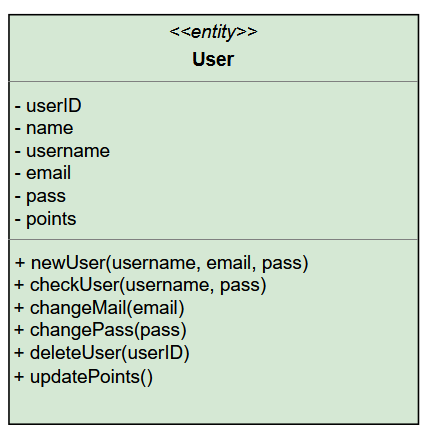 <<entity>>
User
- userID
- name
- username
- email
- pass
- points
+ newUser(username, email, pass)
+ checkUser(username, pass)
+ changeMail(email)
+ changePass(pass)
+ deleteUser(userID)
+ updatePoints()